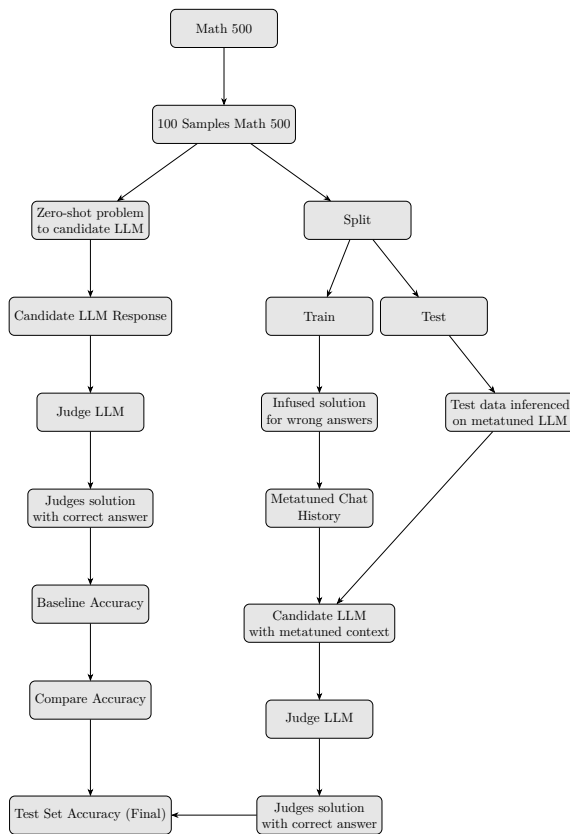 Math 500
100 Samples Math 500
Zero-shot problem
to candidate LLM
Split
Candidate LLM Response
Train
Test
Judge LLM
Infused solution
for wrong answers
Test data inferenced
on metatuned LLM
Judges solution
with correct answer
Metatuned Chat
History
Baseline Accuracy
Candidate LLM
with metatuned context
Compare Accuracy
Judge LLM
Test Set Accuracy (Final)
Judges solution
with correct answer